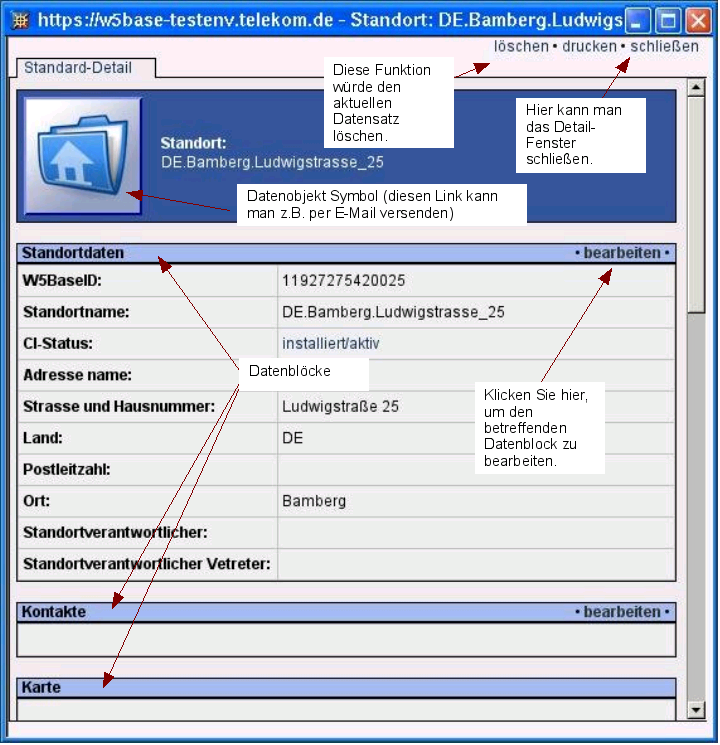 https://w5base-testenv.telekom.de - Standort: DE.Bamberg.Ludwigs
löschen • drucken • schließen
Standard-Detail
Diese Funktion
würde den
aktuellen
Datensatz
löschen.
Hier kann man
das Detail-
Fenster
schließen.
Standort:
DE.Bamberg.Ludwigstrasse_25
Datenobjekt Symbol (diesen Link kann
man z.B. per E-Mail versenden)
Standortdaten • bearbeiten •
W5BaseID: 11927275420025
Standortname: DE.Bamberg.Ludwigstrasse_25
CI-Status: installiert/aktiv
Datenblöcke
Adresse name:
Strasse und Hausnummer: Ludwigstraße 25
Klicken Sie hier,
um den
betreffenden
Datenblock zu
bearbeiten.
Land: DE
Postleitzahl:
Ort: Bamberg
Standortverantwortlicher:
Standortverantwortlicher Vetreter:
Kontakte • bearbeiten •
Karte